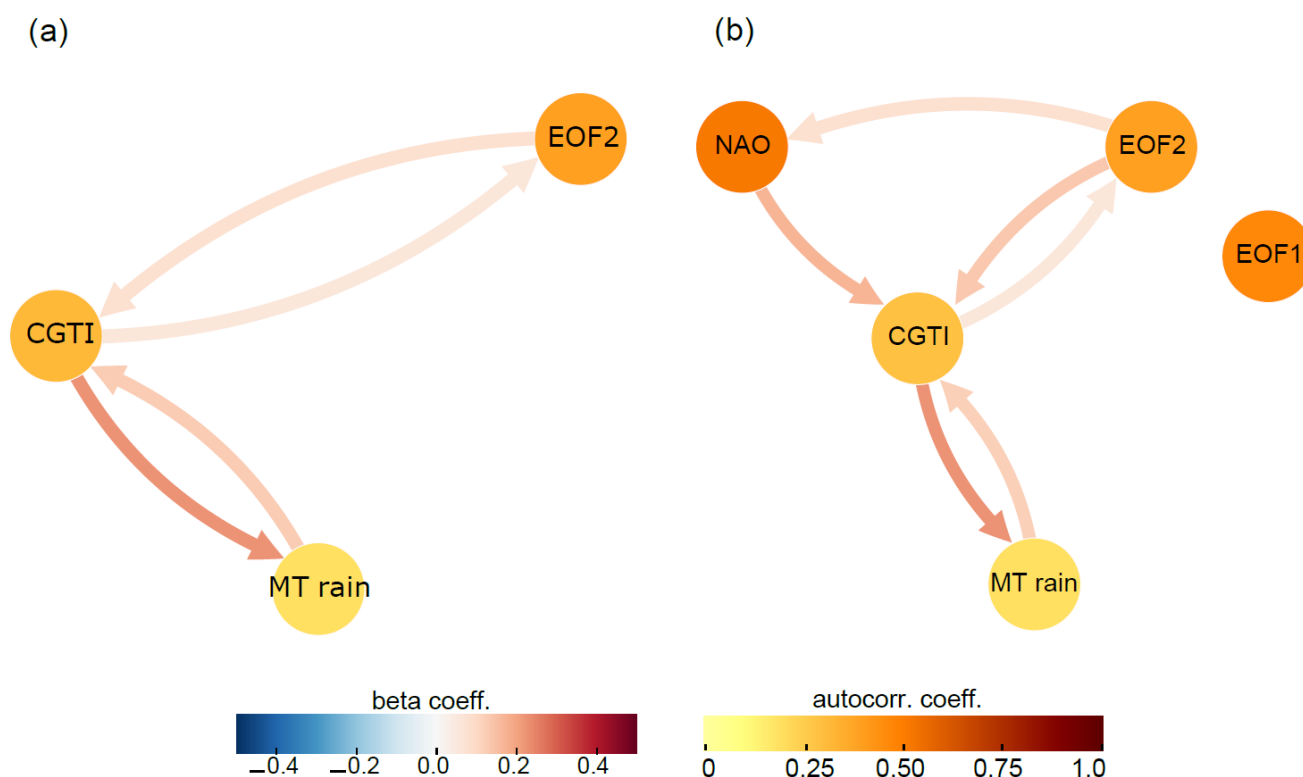 (a)
(b)
EOF2
NAO
EOF2
EOF1
CGTI
CGTI
MT rain
MT rain
beta coeff.
−0.4 −0.2 0.0 0.2 0.4
autocorr. coeff.
0 0.25 0.50 0.75 1.0